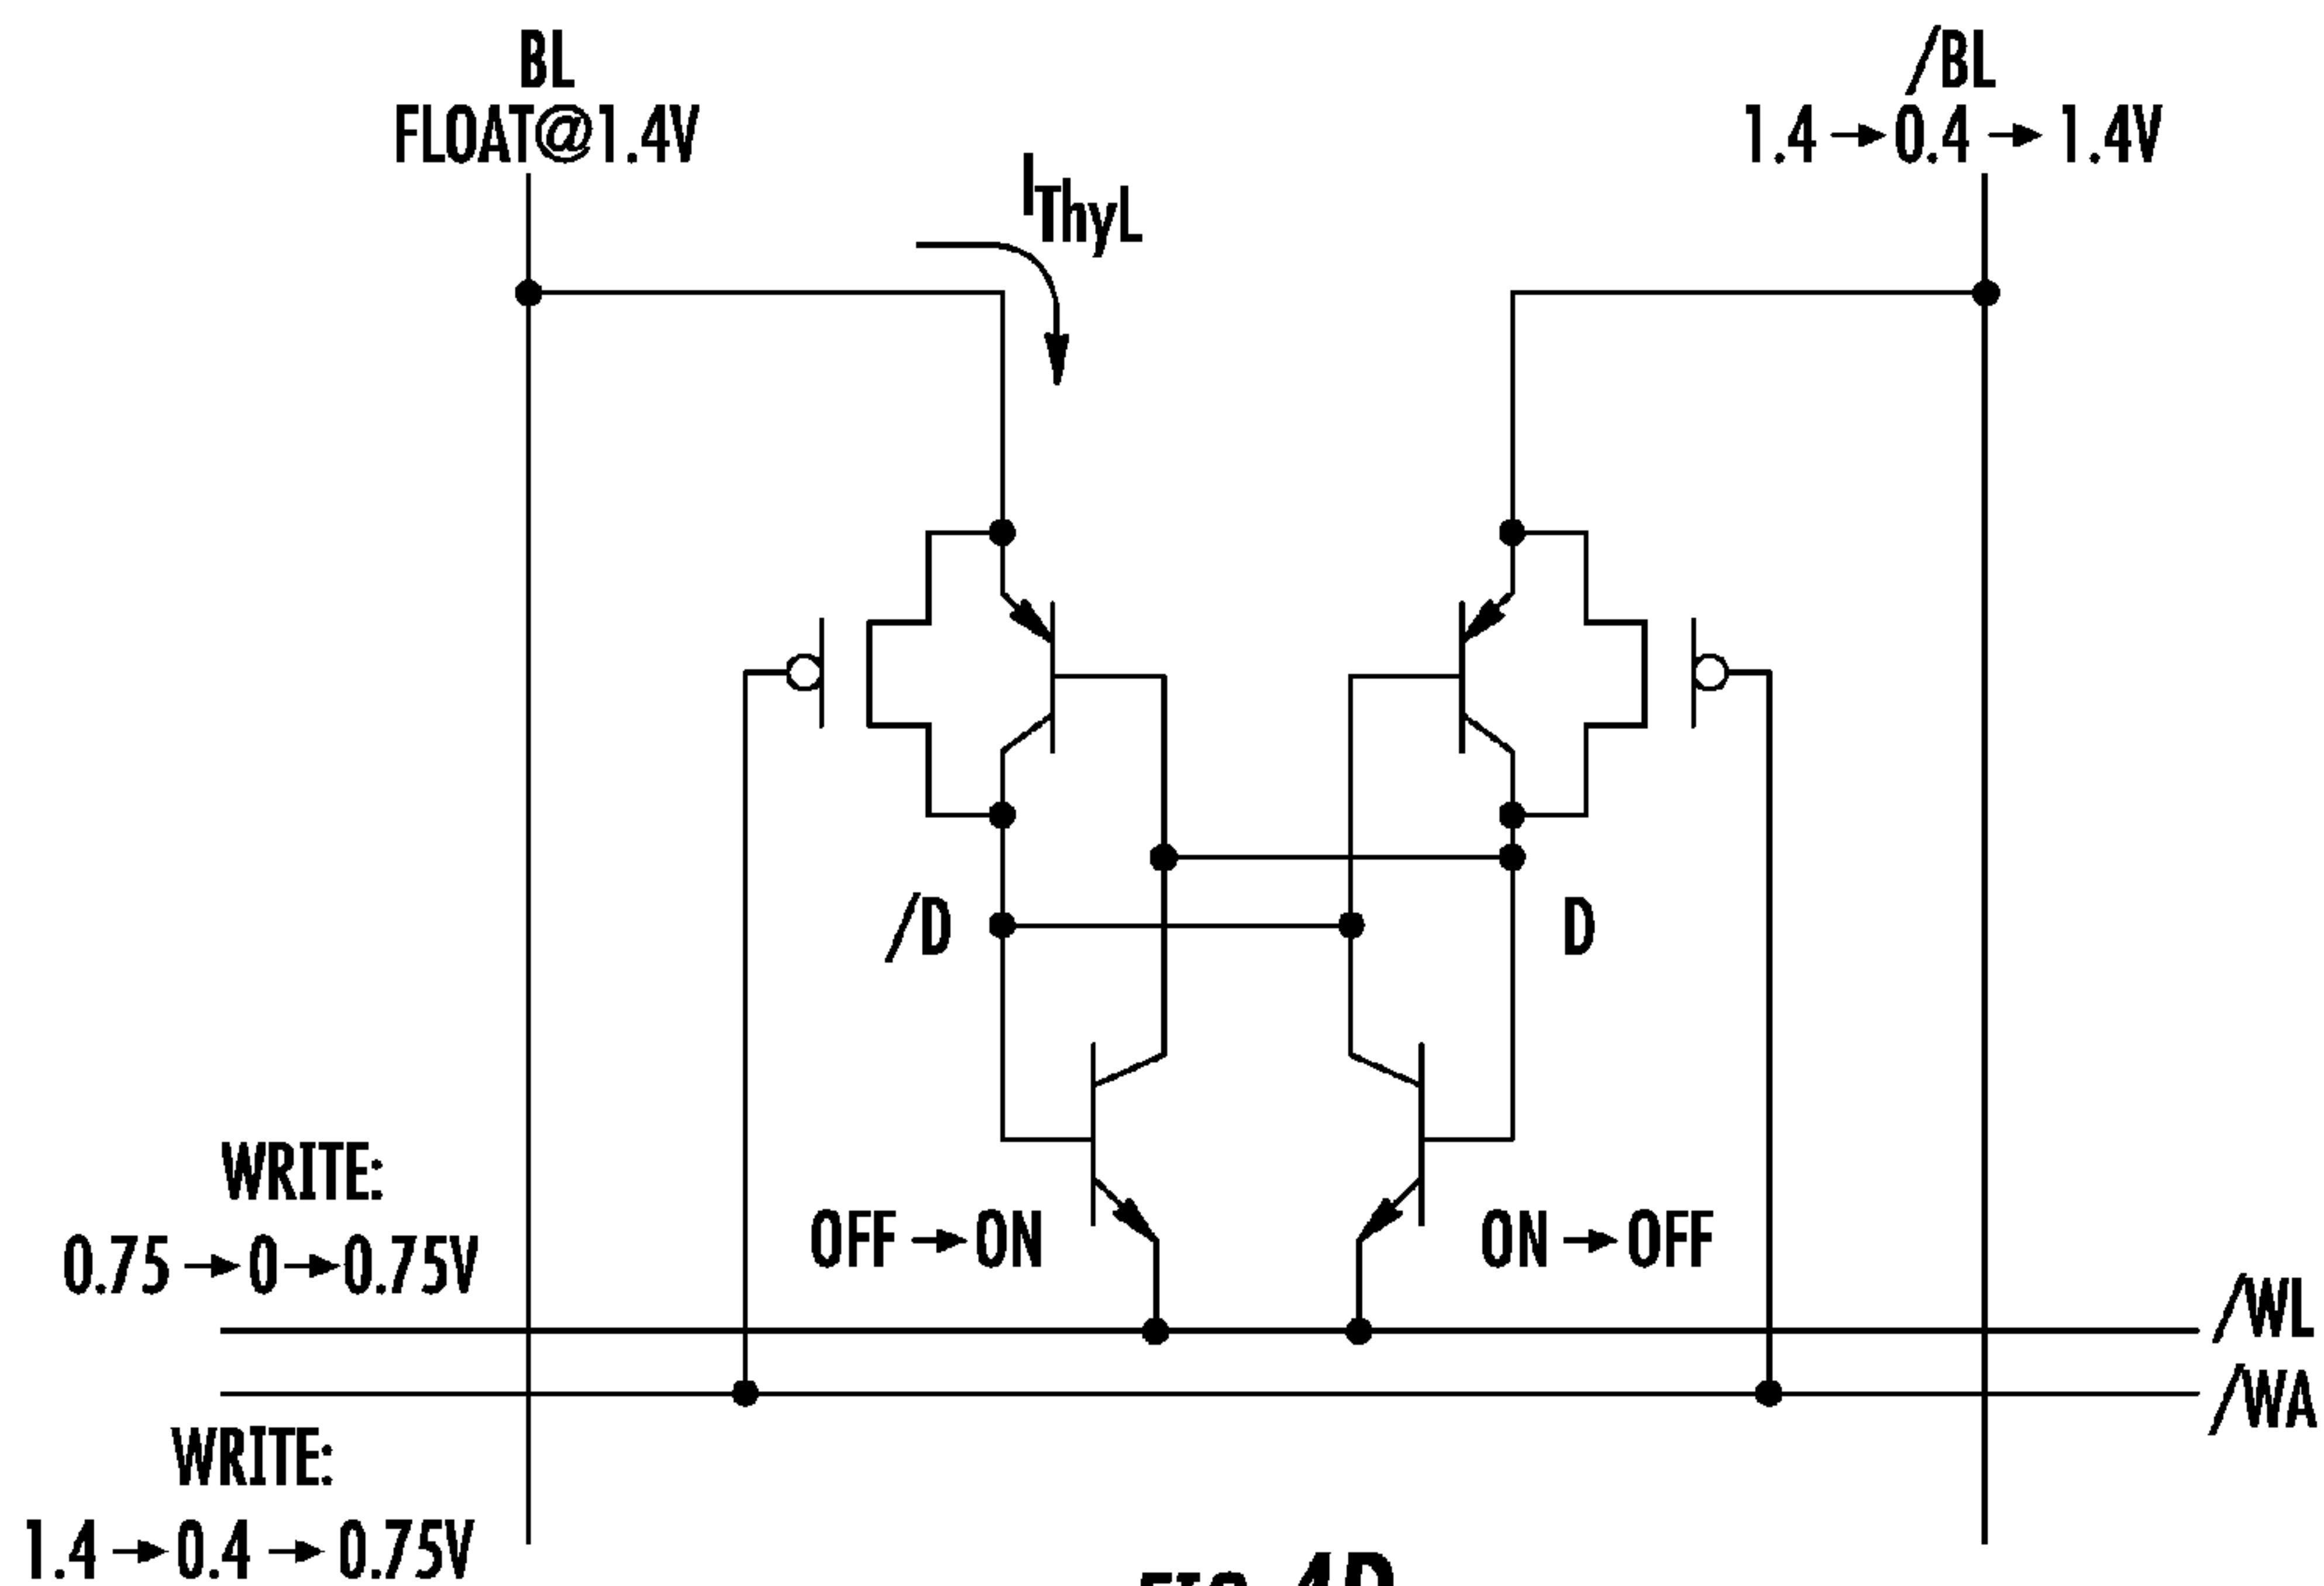 BL
FLOAT@1.4V
/BL
1.4→0.4→1.4V
IThyL
/D
D
WRITE:
0.75→0→0.75V
OFF→ON
ON→OFF
/WL
/WA
WRITE:
1.4→0.4→0.75V